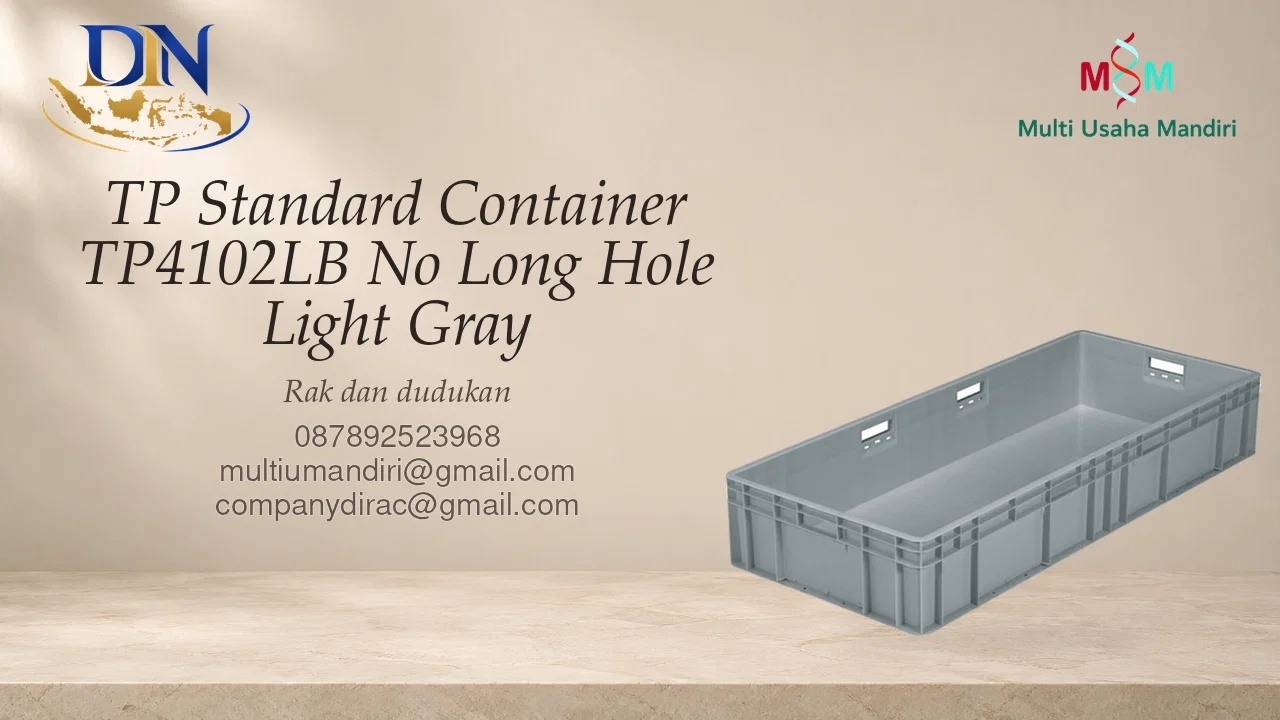 DN
M M
Multi Usaha Mandiri
TP Standard Container
TP4102LB No Long Hole
Light Gray
Rak dan dudukan
087892523968
multiumandiri@gmail.com
companydirac@gmail.com